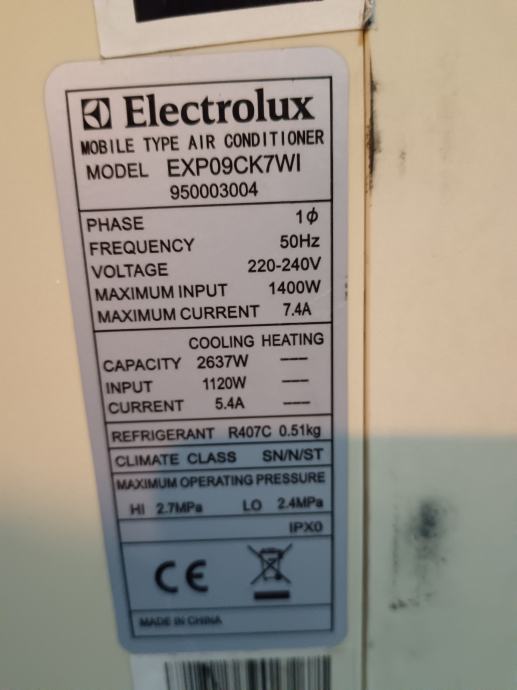 Electrolux
MOBILE TYPE AIR CONDITIONER
MODEL EXP09CK7WI
950003004
PHASE 1ϕ
FREQUENCY 50Hz
VOLTAGE 220-240V
MAXIMUM INPUT 1400W
MAXIMUM CURRENT 7.4A
COOLING HEATING
CAPACITY 2637W ---
INPUT 1120W ---
CURRENT 5.4A ---
REFRIGERANT R407C 0.51kg
CLIMATE CLASS SN/N/ST
MAXIMUM OPERATING PRESSURE
HI 2.7MPa LO 2.4MPa
IPX0
CE
MADE IN CHINA